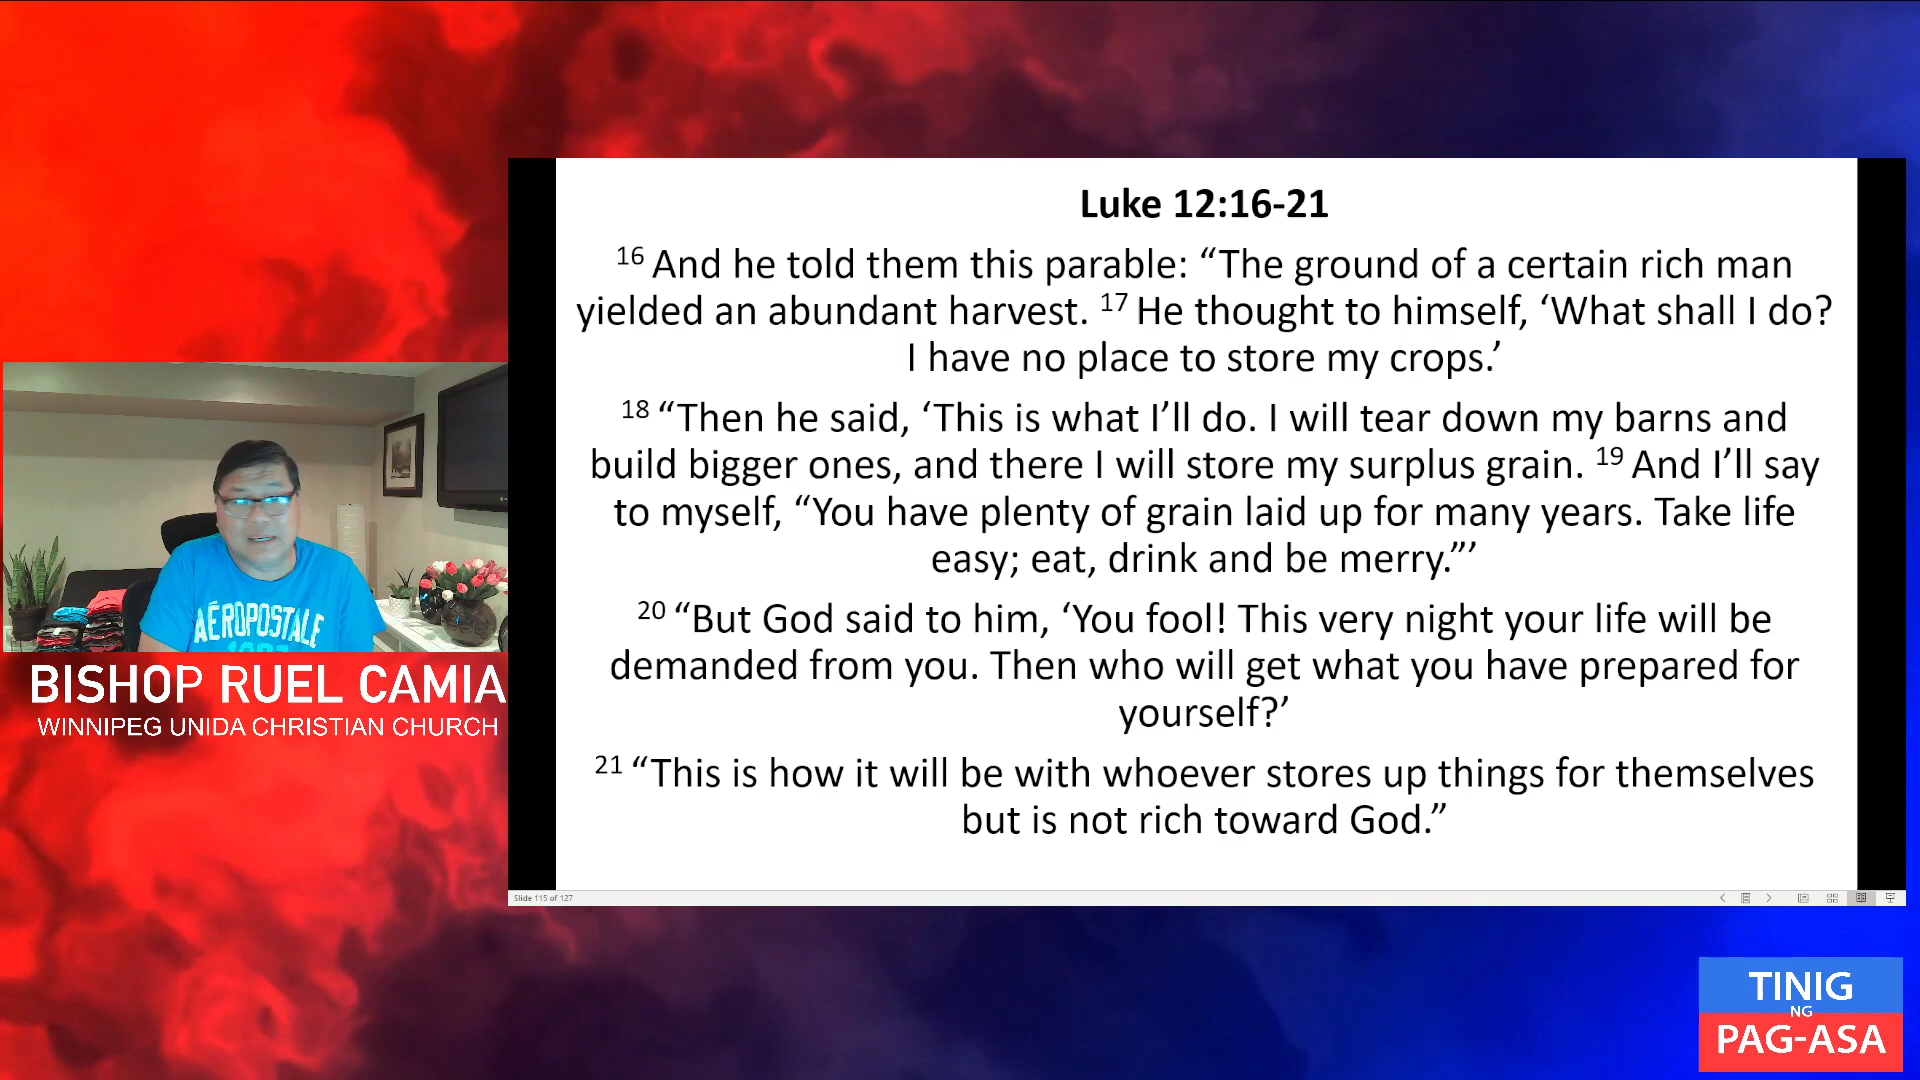 Luke 12:16-21
16 And he told them this parable: “The ground of a certain rich man
yielded an abundant harvest. 17 He thought to himself, ‘What shall I do?
I have no place to store my crops.’
18 “Then he said, ‘This is what I’ll do. I will tear down my barns and
build bigger ones, and there I will store my surplus grain. 19 And I’ll say
to myself, “You have plenty of grain laid up for many years. Take life
easy; eat, drink and be merry.”’
20 “But God said to him, ‘You fool! This very night your life will be
demanded from you. Then who will get what you have prepared for
yourself?’
21 “This is how it will be with whoever stores up things for themselves
but is not rich toward God.”
Slide 115 of 127
AÉROPOSTALE
BISHOP RUEL CAMIA
WINNIPEG UNIDA CHRISTIAN CHURCH
TINIG
NG
PAG-ASA